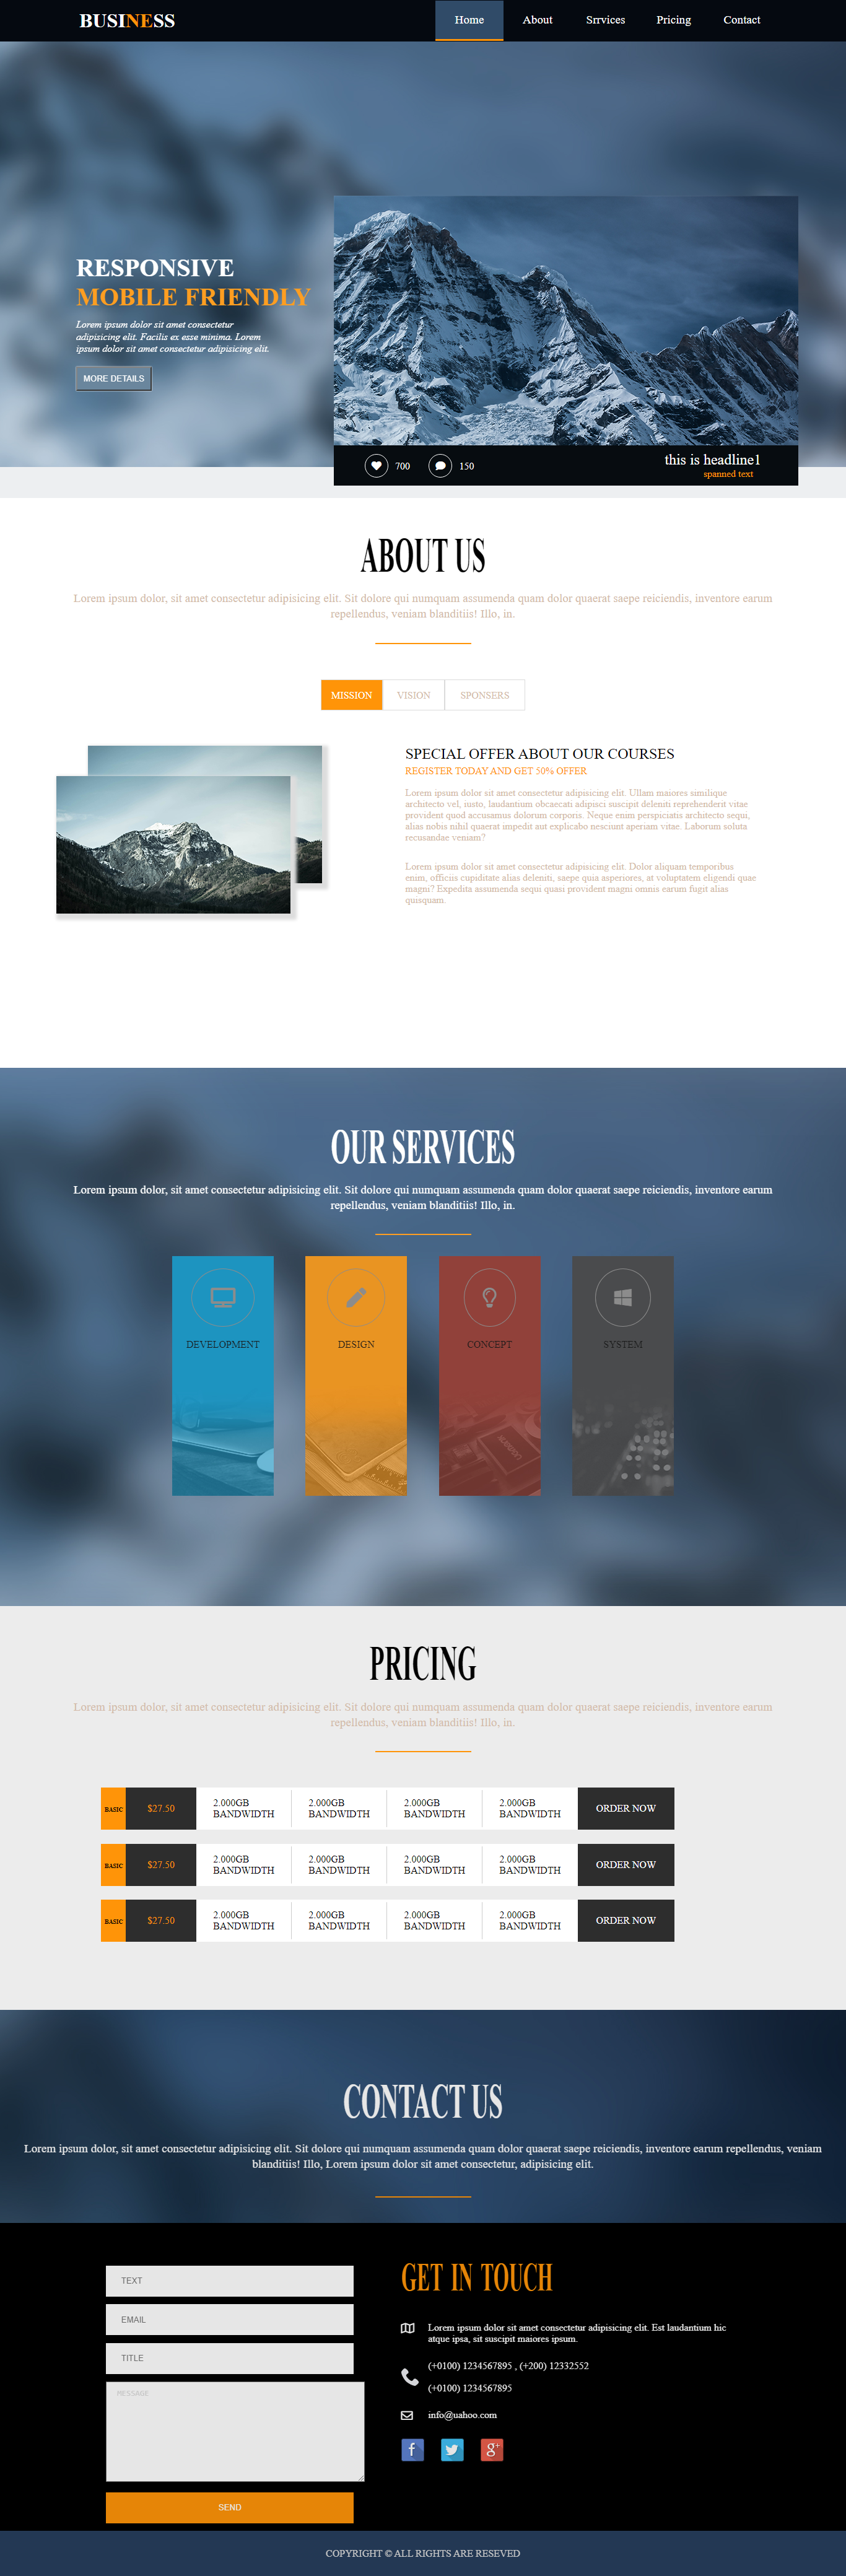 BUSINESS
Home About Srrvices Pricing Contact
RESPONSIVE
MOBILE FRIENDLY
Lorem ipsum dolor sit amet consectetur
adipisicing elit. Facilis ex esse minima. Lorem
ipsum dolor sit amet consectetur adipisicing elit.
MORE DETAILS
700 150
this is headline1
spanned text
ABOUT US
Lorem ipsum dolor, sit amet consectetur adipisicing elit. Sit dolore qui numquam assumenda quam dolor quaerat saepe reiciendis, inventore earum
repellendus, veniam blanditiis! Illo, in.
MISSION VISION SPONSERS
SPECIAL OFFER ABOUT OUR COURSES
REGISTER TODAY AND GET 50% OFFER
Lorem ipsum dolor sit amet consectetur adipisicing elit. Ullam maiores similique
architecto vel, iusto, laudantium obcaecati adipisci suscipit deleniti reprehenderit vitae
provident quod accusamus dolorum corporis. Neque enim perspiciatis architecto sequi,
alias nobis nihil quaerat impedit aut explicabo nesciunt aperiam vitae. Laborum soluta
recusandae veniam?
Lorem ipsum dolor sit amet consectetur adipisicing elit. Dolor aliquam temporibus
enim, officiis cupiditate alias deleniti, saepe quia asperiores, at voluptatem eligendi quae
magni? Expedita assumenda sequi quasi provident magni omnis earum fugit alias
quisquam.
OUR SERVICES
Lorem ipsum dolor, sit amet consectetur adipisicing elit. Sit dolore qui numquam assumenda quam dolor quaerat saepe reiciendis, inventore earum
repellendus, veniam blanditiis! Illo, in.
DEVELOPMENT DESIGN CONCEPT SYSTEM
PRICING
Lorem ipsum dolor, sit amet consectetur adipisicing elit. Sit dolore qui numquam assumenda quam dolor quaerat saepe reiciendis, inventore earum
repellendus, veniam blanditiis! Illo, in.
BASIC $27.50 2.000GB BANDWIDTH 2.000GB BANDWIDTH 2.000GB BANDWIDTH 2.000GB BANDWIDTH ORDER NOW
BASIC $27.50 2.000GB BANDWIDTH 2.000GB BANDWIDTH 2.000GB BANDWIDTH 2.000GB BANDWIDTH ORDER NOW
BASIC $27.50 2.000GB BANDWIDTH 2.000GB BANDWIDTH 2.000GB BANDWIDTH 2.000GB BANDWIDTH ORDER NOW
CONTACT US
Lorem ipsum dolor, sit amet consectetur adipisicing elit. Sit dolore qui numquam assumenda quam dolor quaerat saepe reiciendis, inventore earum repellendus, veniam
blanditiis! Illo, Lorem ipsum dolor sit amet consectetur, adipisicing elit.
TEXT
EMAIL
TITLE
MESSAGE
SEND
GET IN TOUCH
Lorem ipsum dolor sit amet consectetur adipisicing elit. Est laudantium hic
atque ipsa, sit suscipit maiores ipsum.
(+0100) 1234567895 , (+200) 12332552
(+0100) 1234567895
info@uahoo.com
f g+
COPYRIGHT © ALL RIGHTS ARE RESEVED